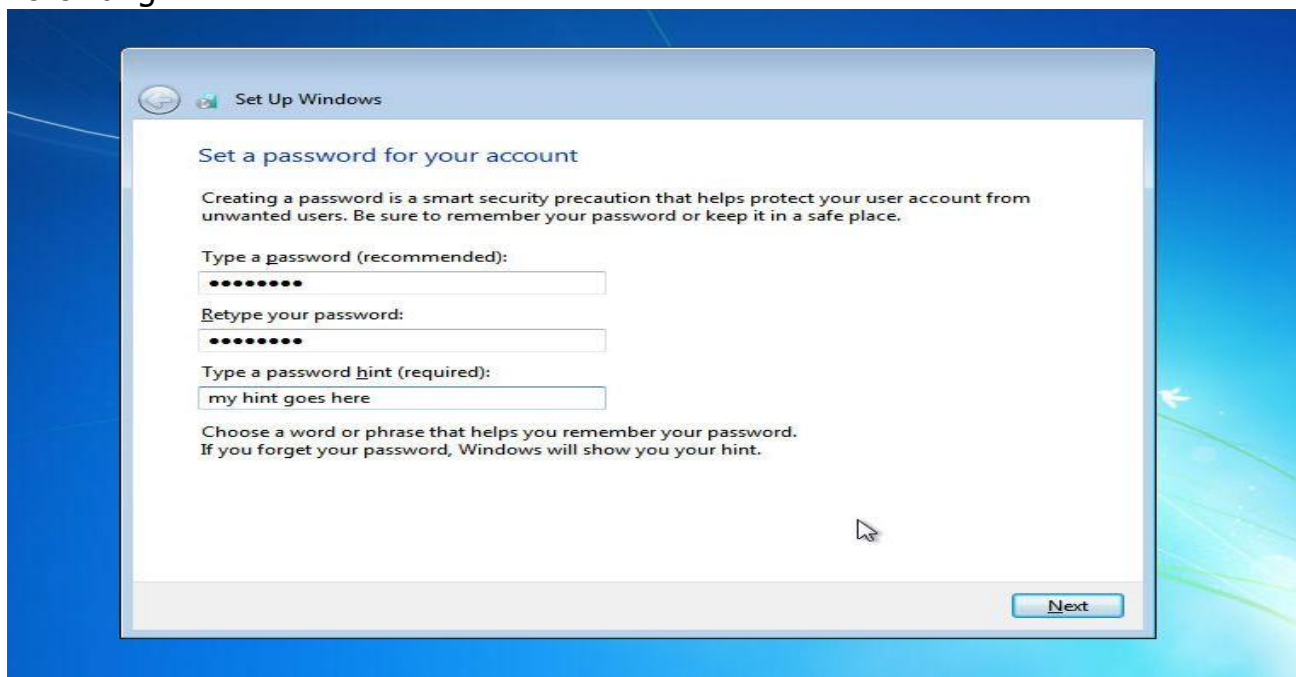 Set Up Windows
Set a password for your account
Creating a password is a smart security precaution that helps protect your user account from
unwanted users. Be sure to remember your password or keep it in a safe place.
Type a password (recommended):
••••••••
Retype your password:
••••••••
Type a password hint (required):
my hint goes here
Choose a word or phrase that helps you remember your password.
If you forget your password, Windows will show you your hint.
Next